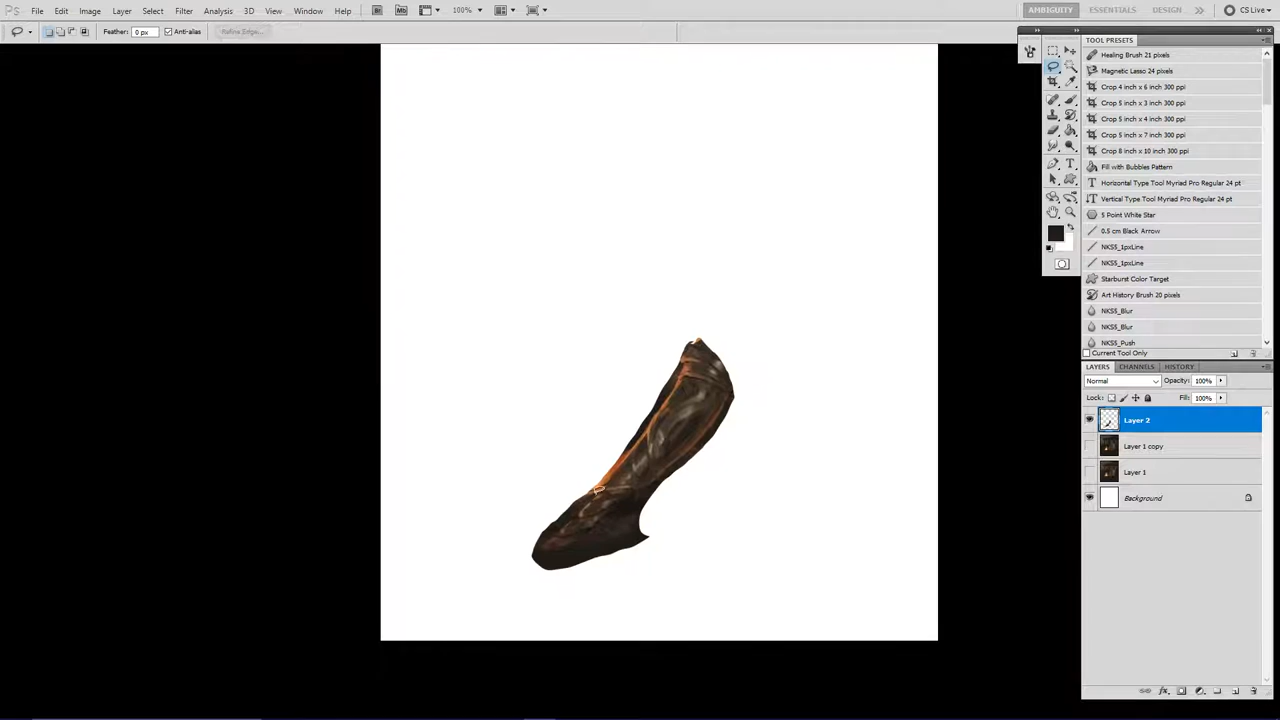 Ps File Edit Image Layer Select Filter Analysis 3D View Window Help Br Mb 100% AMBIGUITY ESSENTIALS DESIGN CS Live
Feather: 0 px Anti-alias Refine Edge...
TOOL PRESETS
Healing Brush 21 pixels
Magnetic Lasso 24 pixels
Crop 4 inch x 6 inch 300 ppi
Crop 5 inch x 3 inch 300 ppi
Crop 5 inch x 4 inch 300 ppi
Crop 5 inch x 7 inch 300 ppi
Crop 8 inch x 10 inch 300 ppi
Fill with Bubbles Pattern
Horizontal Type Tool Myriad Pro Regular 24 pt
Vertical Type Tool Myriad Pro Regular 24 pt
5 Point White Star
0.5 cm Black Arrow
NKS5_1pxLine
NKS5_1pxLine
Starburst Color Target
Art History Brush 20 pixels
NKS5_Blur
NKS5_Blur
NKS5_Push
Current Tool Only
LAYERS CHANNELS HISTORY
Normal Opacity: 100%
Lock: Fill: 100%
Layer 2
Layer 1 copy
Layer 1
Background